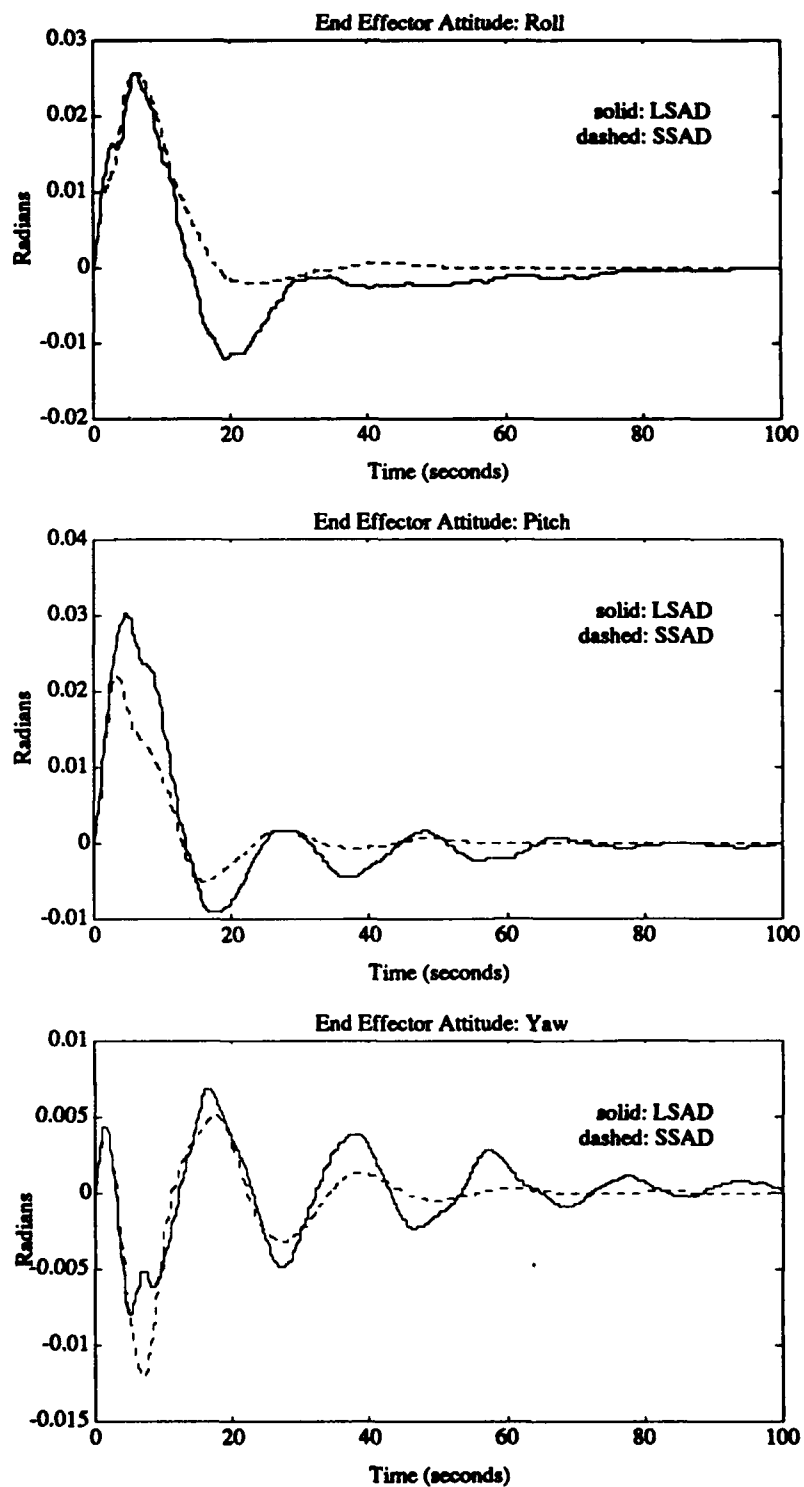 End Effector Attitude: Roll
0.03
0.02
0.01
0
-0.01
-0.02
Radians
solid: LSAD
dashed: SSAD
0 20 40 60 80 100
Time (seconds)
End Effector Attitude: Pitch
0.04
0.03
0.02
0.01
0
-0.01
Radians
solid: LSAD
dashed: SSAD
0 20 40 60 80 100
Time (seconds)
End Effector Attitude: Yaw
0.01
0.005
0
-0.005
-0.01
-0.015
Radians
solid: LSAD
dashed: SSAD
0 20 40 60 80 100
Time (seconds)